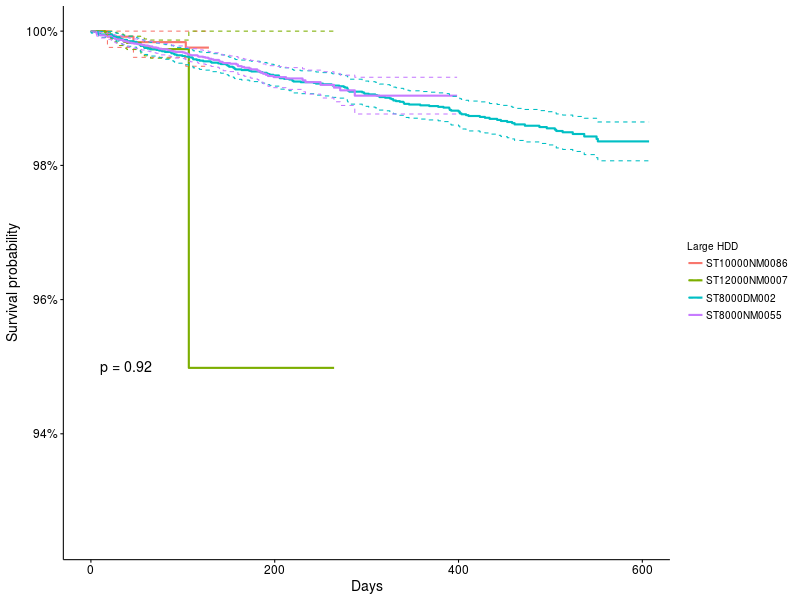 100%
98%
96%
94%
Survival probability
p = 0.92
0
200
400
600
Days
Large HDD
ST10000NM0086
ST12000NM0007
ST8000DM002
ST8000NM0055